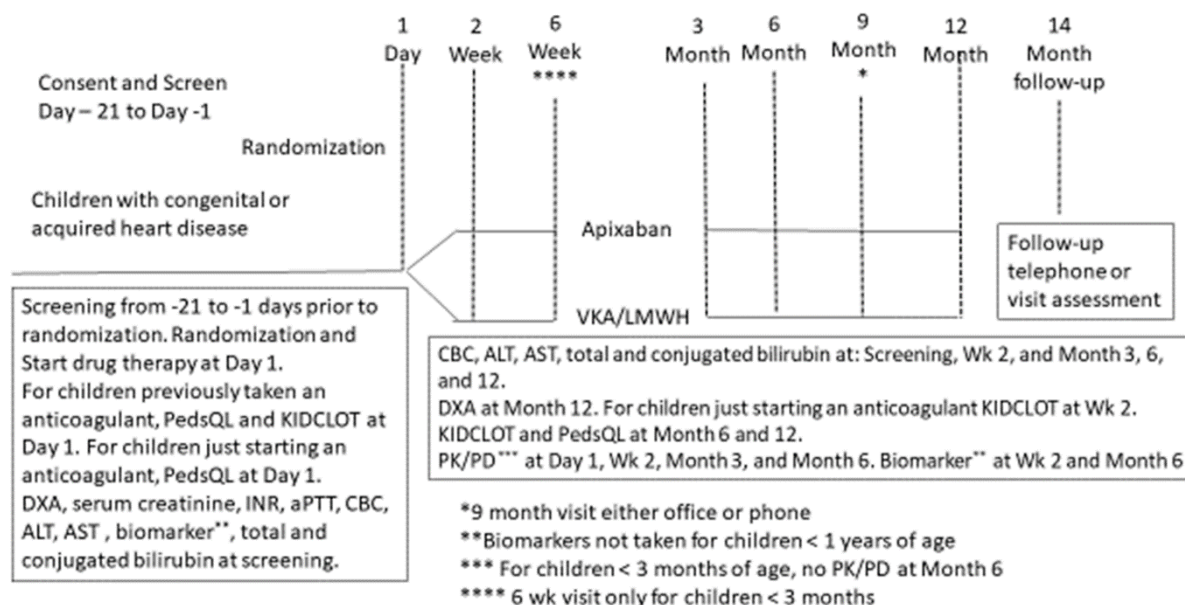 1
Day
2
Week
6
Week
****
3
Month
6
Month
9
Month
*
12
Month
14
Month
follow-up
Consent and Screen
Day – 21 to Day -1
Randomization
Children with congenital or
acquired heart disease
Apixaban
VKA/LMWH
Follow-up
telephone or
visit assessment
Screening from -21 to -1 days prior to
randomization. Randomization and
Start drug therapy at Day 1.
For children previously taken an
anticoagulant, PedsQL and KIDCLOT at
Day 1. For children just starting an
anticoagulant, PedsQL at Day 1.
DXA, serum creatinine, INR, aPTT, CBC,
ALT, AST , biomarker**, total and
conjugated bilirubin at screening.
CBC, ALT, AST, total and conjugated bilirubin at: Screening, Wk 2, and Month 3, 6,
and 12.
DXA at Month 12. For children just starting an anticoagulant KIDCLOT at Wk 2.
KIDCLOT and PedsQL at Month 6 and 12.
PK/PD*** at Day 1, Wk 2, Month 3, and Month 6. Biomarker** at Wk 2 and Month 6
*9 month visit either office or phone
**Biomarkers not taken for children < 1 years of age
*** For children < 3 months of age, no PK/PD at Month 6
**** 6 wk visit only for children < 3 months